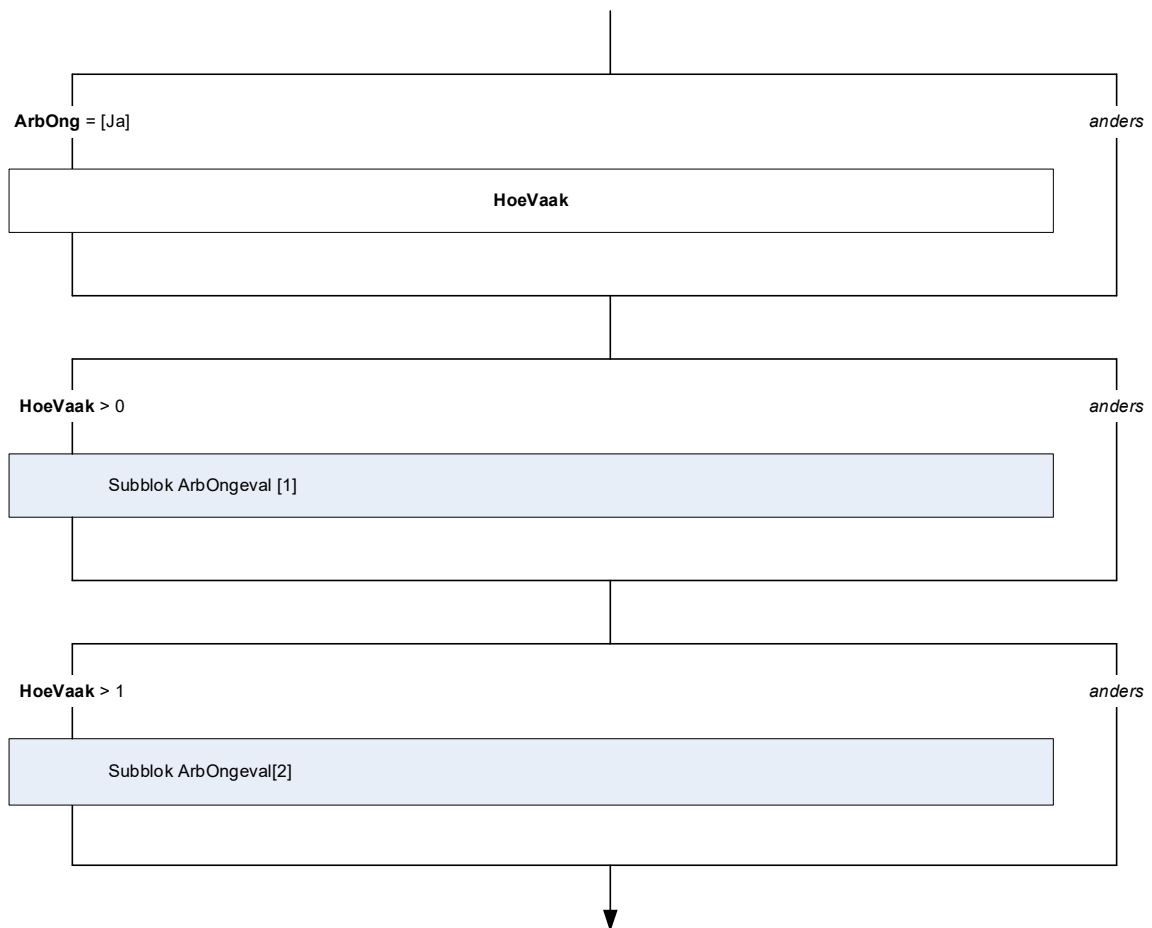 ArbOng = [Ja]
anders
HoeVaak
HoeVaak > 0
anders
Subblok ArbOngeval [1]
HoeVaak > 1
anders
Subblok ArbOngeval[2]